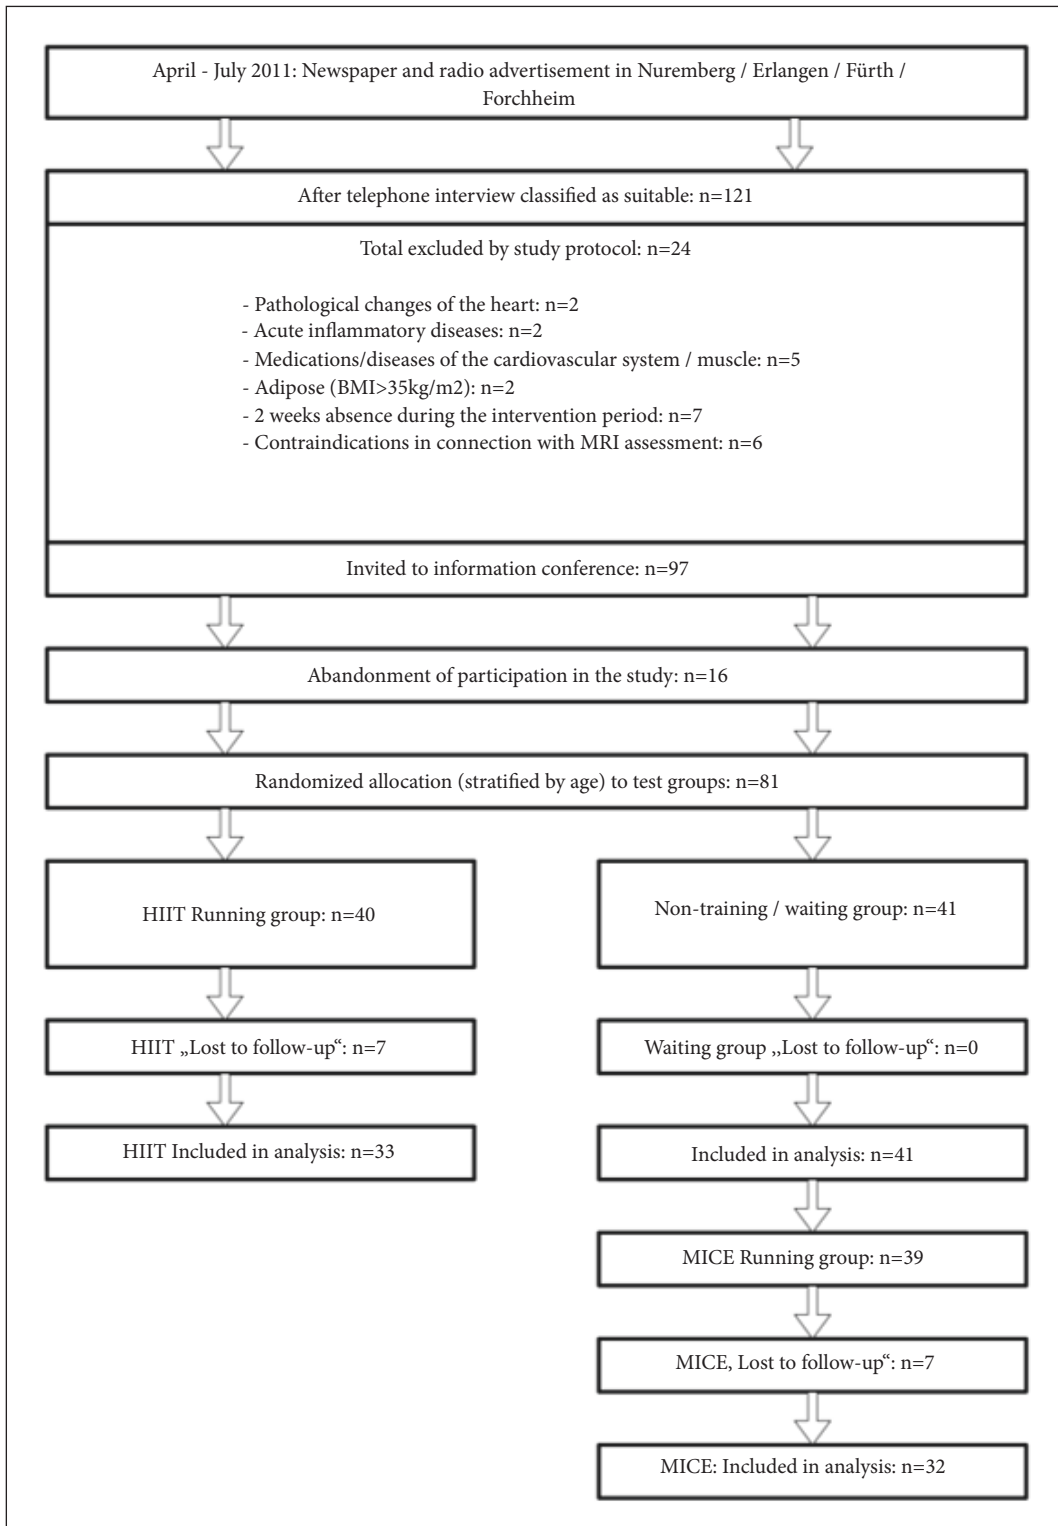 April - July 2011: Newspaper and radio advertisement in Nuremberg / Erlangen / Fürth /
Forchheim
After telephone interview classified as suitable: n=121
Total excluded by study protocol: n=24
- Pathological changes of the heart: n=2
- Acute inflammatory diseases: n=2
- Medications/diseases of the cardiovascular system / muscle: n=5
- Adipose (BMI>35kg/m2): n=2
- 2 weeks absence during the intervention period: n=7
- Contraindications in connection with MRI assessment: n=6
Invited to information conference: n=97
Abandonment of participation in the study: n=16
Randomized allocation (stratified by age) to test groups: n=81
HIIT Running group: n=40
Non-training / waiting group: n=41
HIIT „Lost to follow-up“: n=7
Waiting group „Lost to follow-up“: n=0
HIIT Included in analysis: n=33
Included in analysis: n=41
MICE Running group: n=39
MICE, Lost to follow-up“: n=7
MICE: Included in analysis: n=32